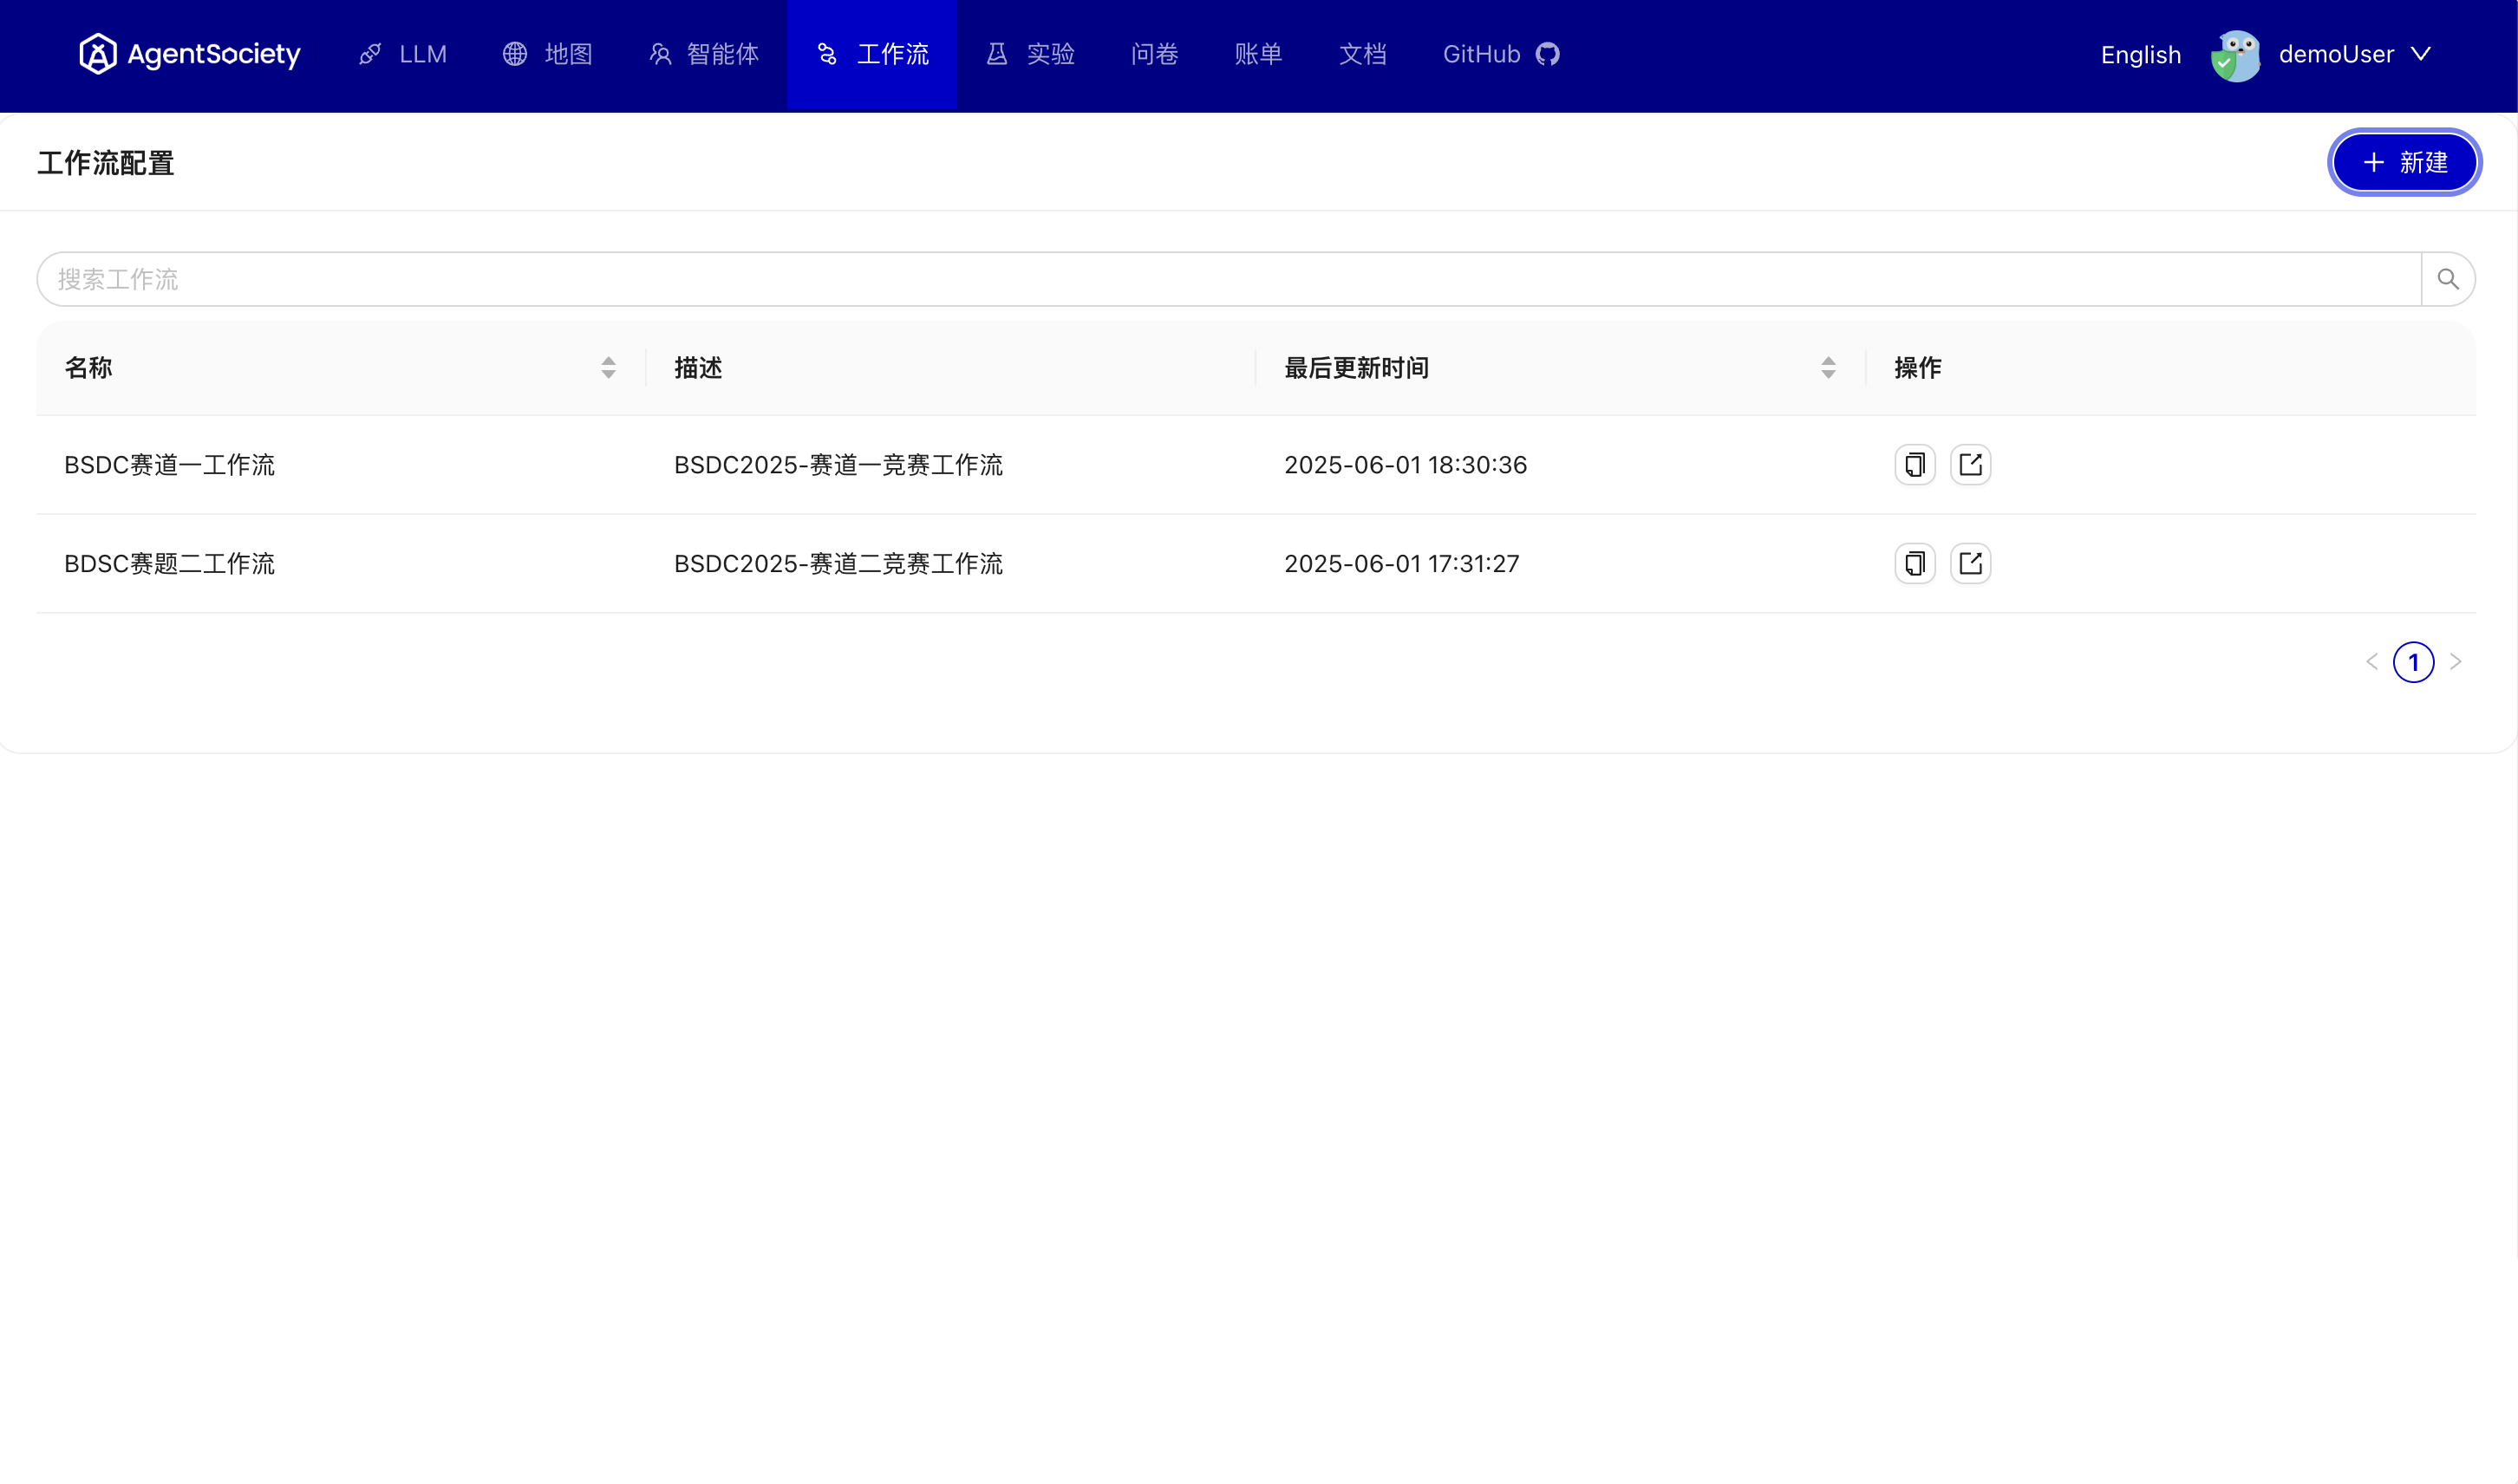 AgentSociety LLM 地图 智能体 工作流 实验 问卷 账单 文档 GitHub English demoUser
工作流配置 新建
搜索工作流
名称 描述 最后更新时间 操作
BSDC赛道一工作流 BSDC2025-赛道一竞赛工作流 2025-06-01 18:30:36
BDSC赛题二工作流 BSDC2025-赛道二竞赛工作流 2025-06-01 17:31:27
1